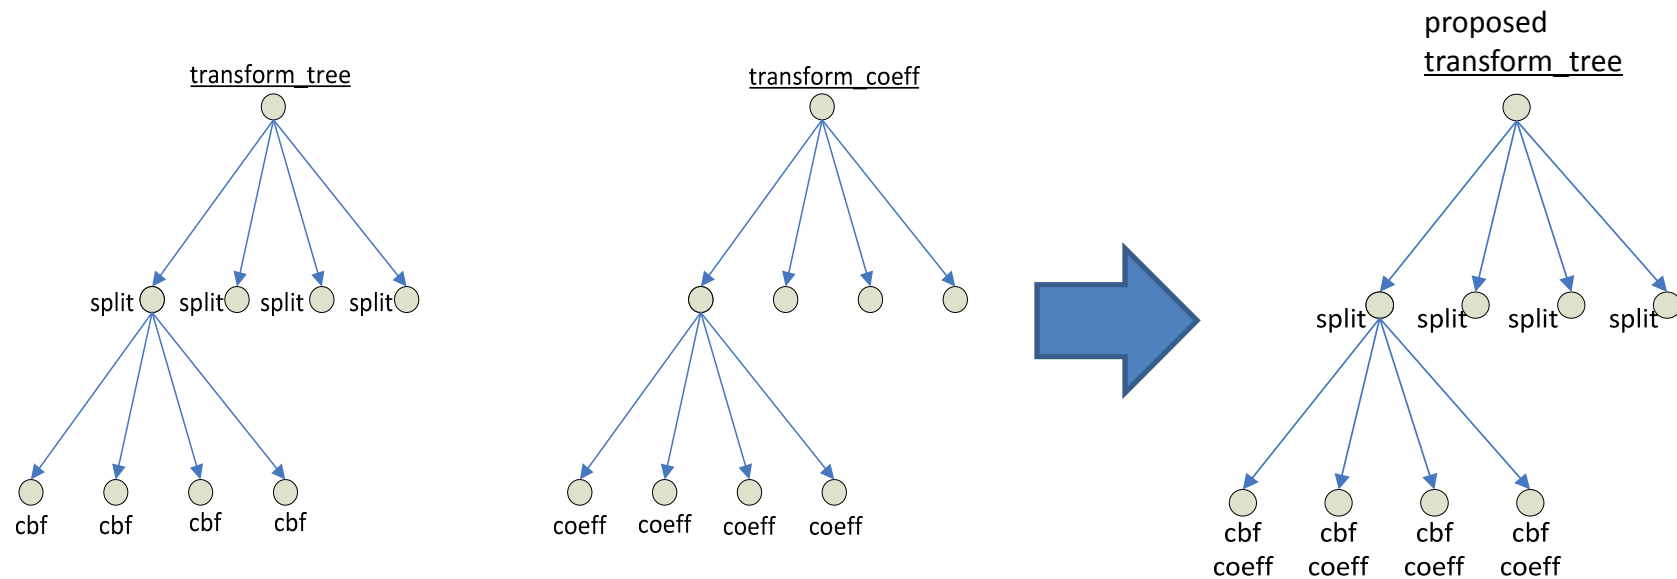 transform_tree
split
split
split
split
cbf
cbf
cbf
cbf
transform_coeff
coeff
coeff
coeff
coeff
proposed
transform_tree
split
split
split
split
cbf
coeff
cbf
coeff
cbf
coeff
cbf
coeff